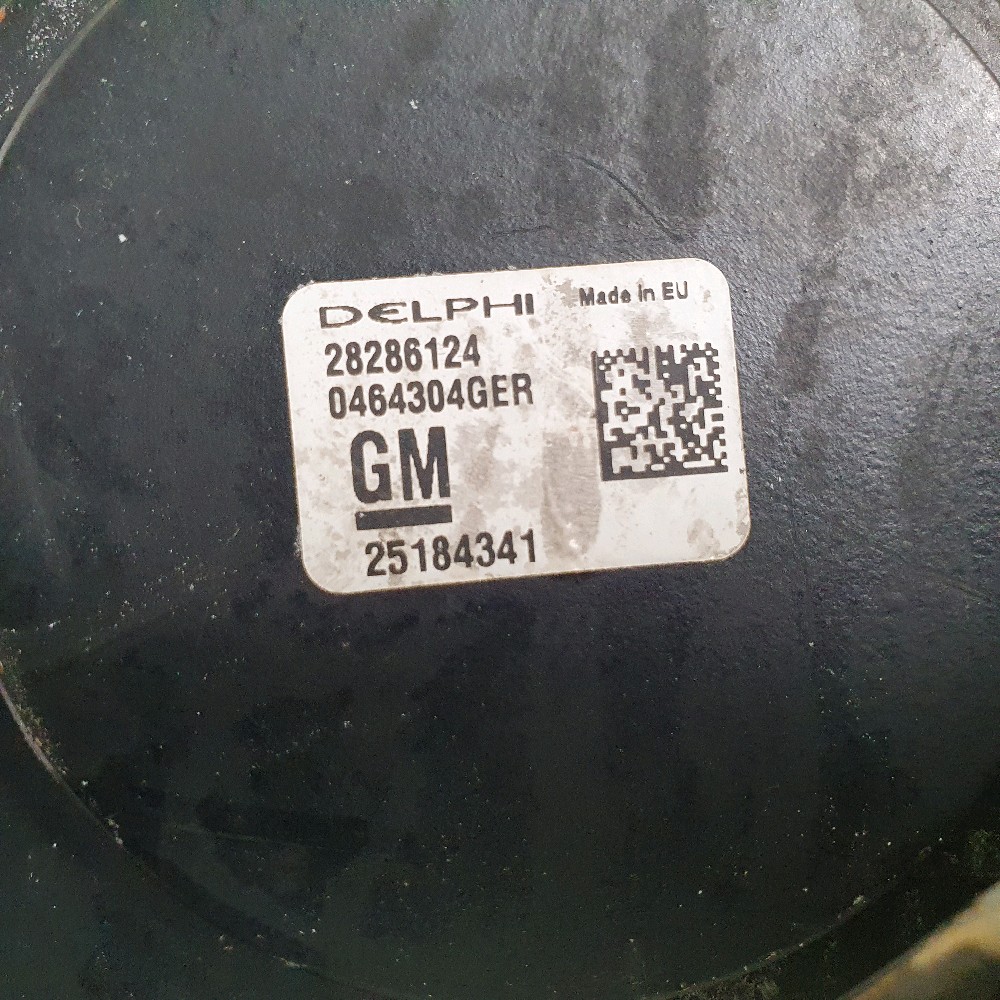 DELPHI Made in EU
28286124
0464304GER
GM
25184341